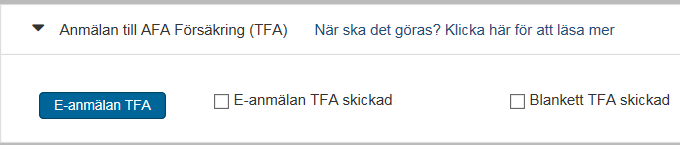 Anmälan till AFA Försäkring (TFA) När ska det göras? Klicka här för att läsa mer
E-anmälan TFA E-anmälan TFA skickad Blankett TFA skickad